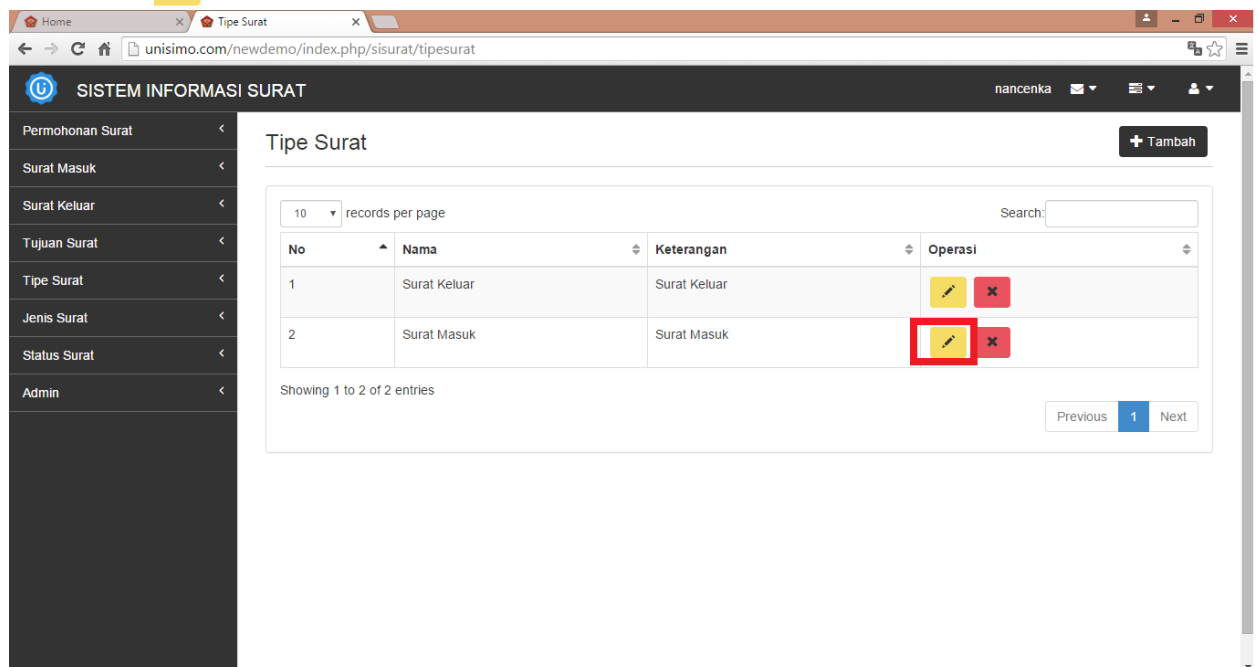 Home
Tipe Surat
unisimo.com/newdemo/index.php/sisurat/tipesurat
SISTEM INFORMASI SURAT
nancenka
Permohonan Surat
Surat Masuk
Surat Keluar
Tujuan Surat
Tipe Surat
Jenis Surat
Status Surat
Admin
Tipe Surat
Tambah
10 records per page
Search:
No Nama Keterangan Operasi
1 Surat Keluar Surat Keluar
2 Surat Masuk Surat Masuk
Showing 1 to 2 of 2 entries
Previous 1 Next